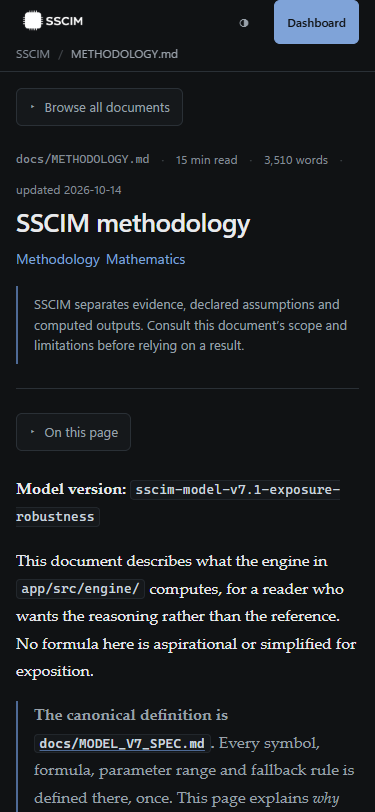 SSCIM
Dashboard
SSCIM / METHODOLOGY.md
Browse all documents
docs/METHODOLOGY.md · 15 min read · 3,510 words ·
updated 2026-10-14
SSCIM methodology
Methodology Mathematics
SSCIM separates evidence, declared assumptions and
computed outputs. Consult this document's scope and
limitations before relying on a result.
On this page
Model version: sscim-model-v7.1-exposure-
robustness
This document describes what the engine in
app/src/engine/ computes, for a reader who
wants the reasoning rather than the reference.
No formula here is aspirational or simplified for
exposition.
The canonical definition is
docs/MODEL_V7_SPEC.md. Every symbol,
formula, parameter range and fallback rule is
defined there, once. This page explains why